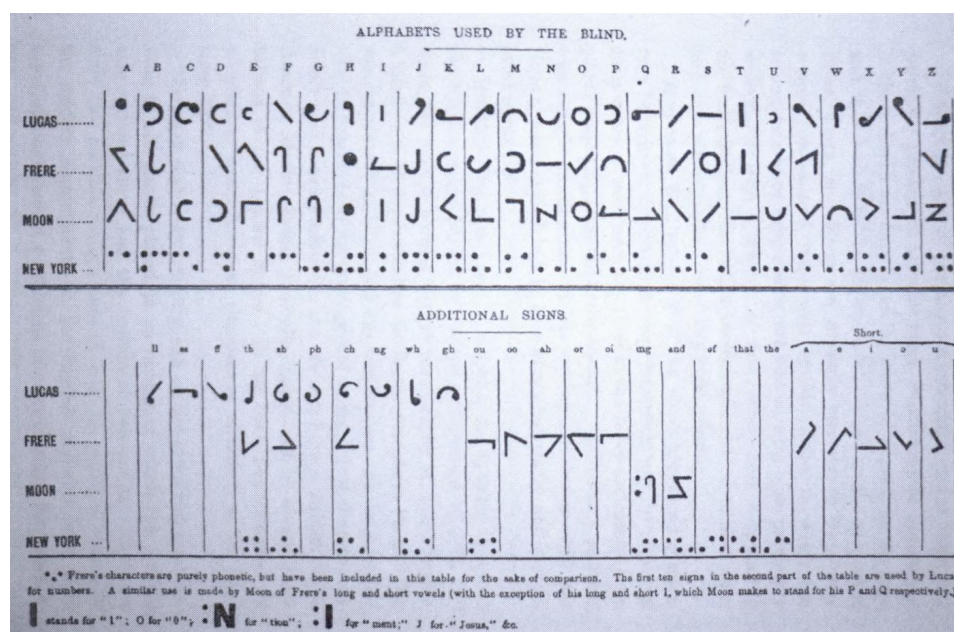 ALPHABETS USED BY THE BLIND.
A B C D E F G H I J K L M N O P Q R S T U V W X Y Z
LUCAS
FRERE
MOON
NEW YORK
ADDITIONAL SIGNS.
ll ss ff th sh ph ch ng wh gh ou oo ah or oi ing and of that the a e i o u
Short.
LUCAS
FRERE
MOON
NEW YORK
*⁎* Frere's characters are purely phonetic, but have been included in this table for the sake of comparison. The first ten signs in the second part of the table are used by Luca
for numbers. A similar use is made by Moon of Frere's long and short vowels (with the exception of his long and short I, which Moon makes to stand for his P and Q respectively.)
I stands for "1"; O for "0"; :N for "tion"; :I for "ment;" J for "Jesus," &c.